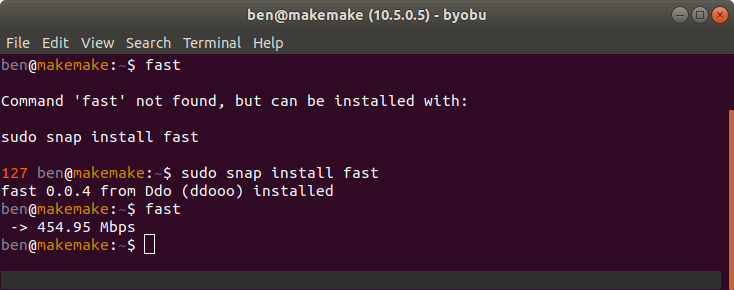 ben@makemake (10.5.0.5) - byobu
File Edit View Search Terminal Help
ben@makemake:~$ fast
Command 'fast' not found, but can be installed with:
sudo snap install fast
127 ben@makemake:~$ sudo snap install fast
fast 0.0.4 from Ddo (ddooo) installed
ben@makemake:~$ fast
-> 454.95 Mbps
ben@makemake:~$